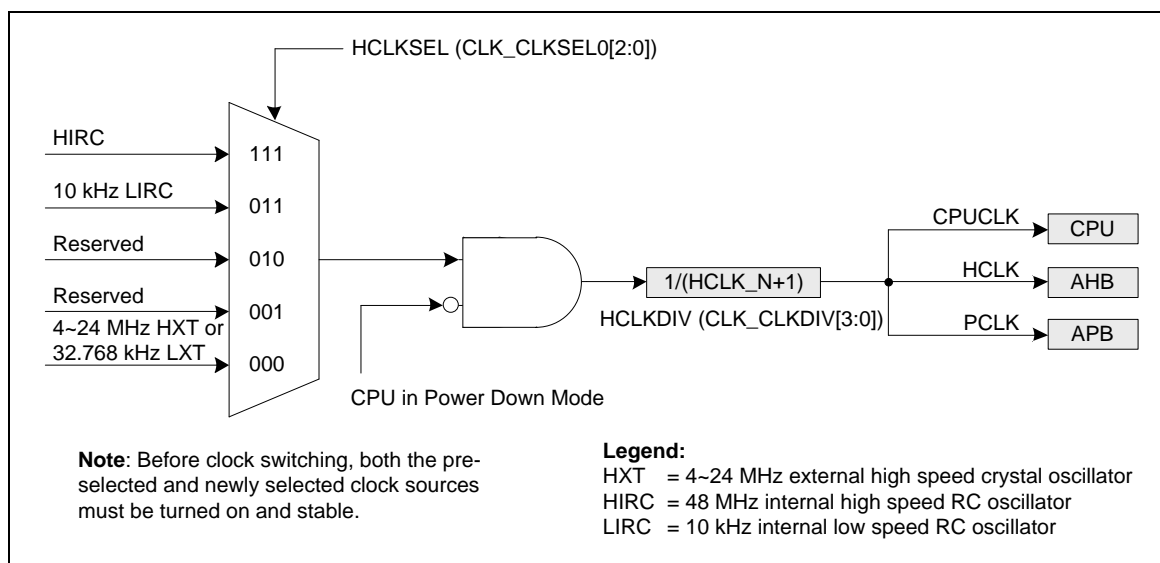 HCLKSEL (CLK_CLKSEL0[2:0])
HIRC
111
10 kHz LIRC
011
Reserved
010
Reserved
001
4~24 MHz HXT or
32.768 kHz LXT
000
CPU in Power Down Mode
1/(HCLK_N+1)
HCLKDIV (CLK_CLKDIV[3:0])
CPUCLK
CPU
HCLK
AHB
PCLK
APB
Note: Before clock switching, both the pre-
selected and newly selected clock sources
must be turned on and stable.
Legend:
HXT = 4~24 MHz external high speed crystal oscillator
HIRC = 48 MHz internal high speed RC oscillator
LIRC = 10 kHz internal low speed RC oscillator